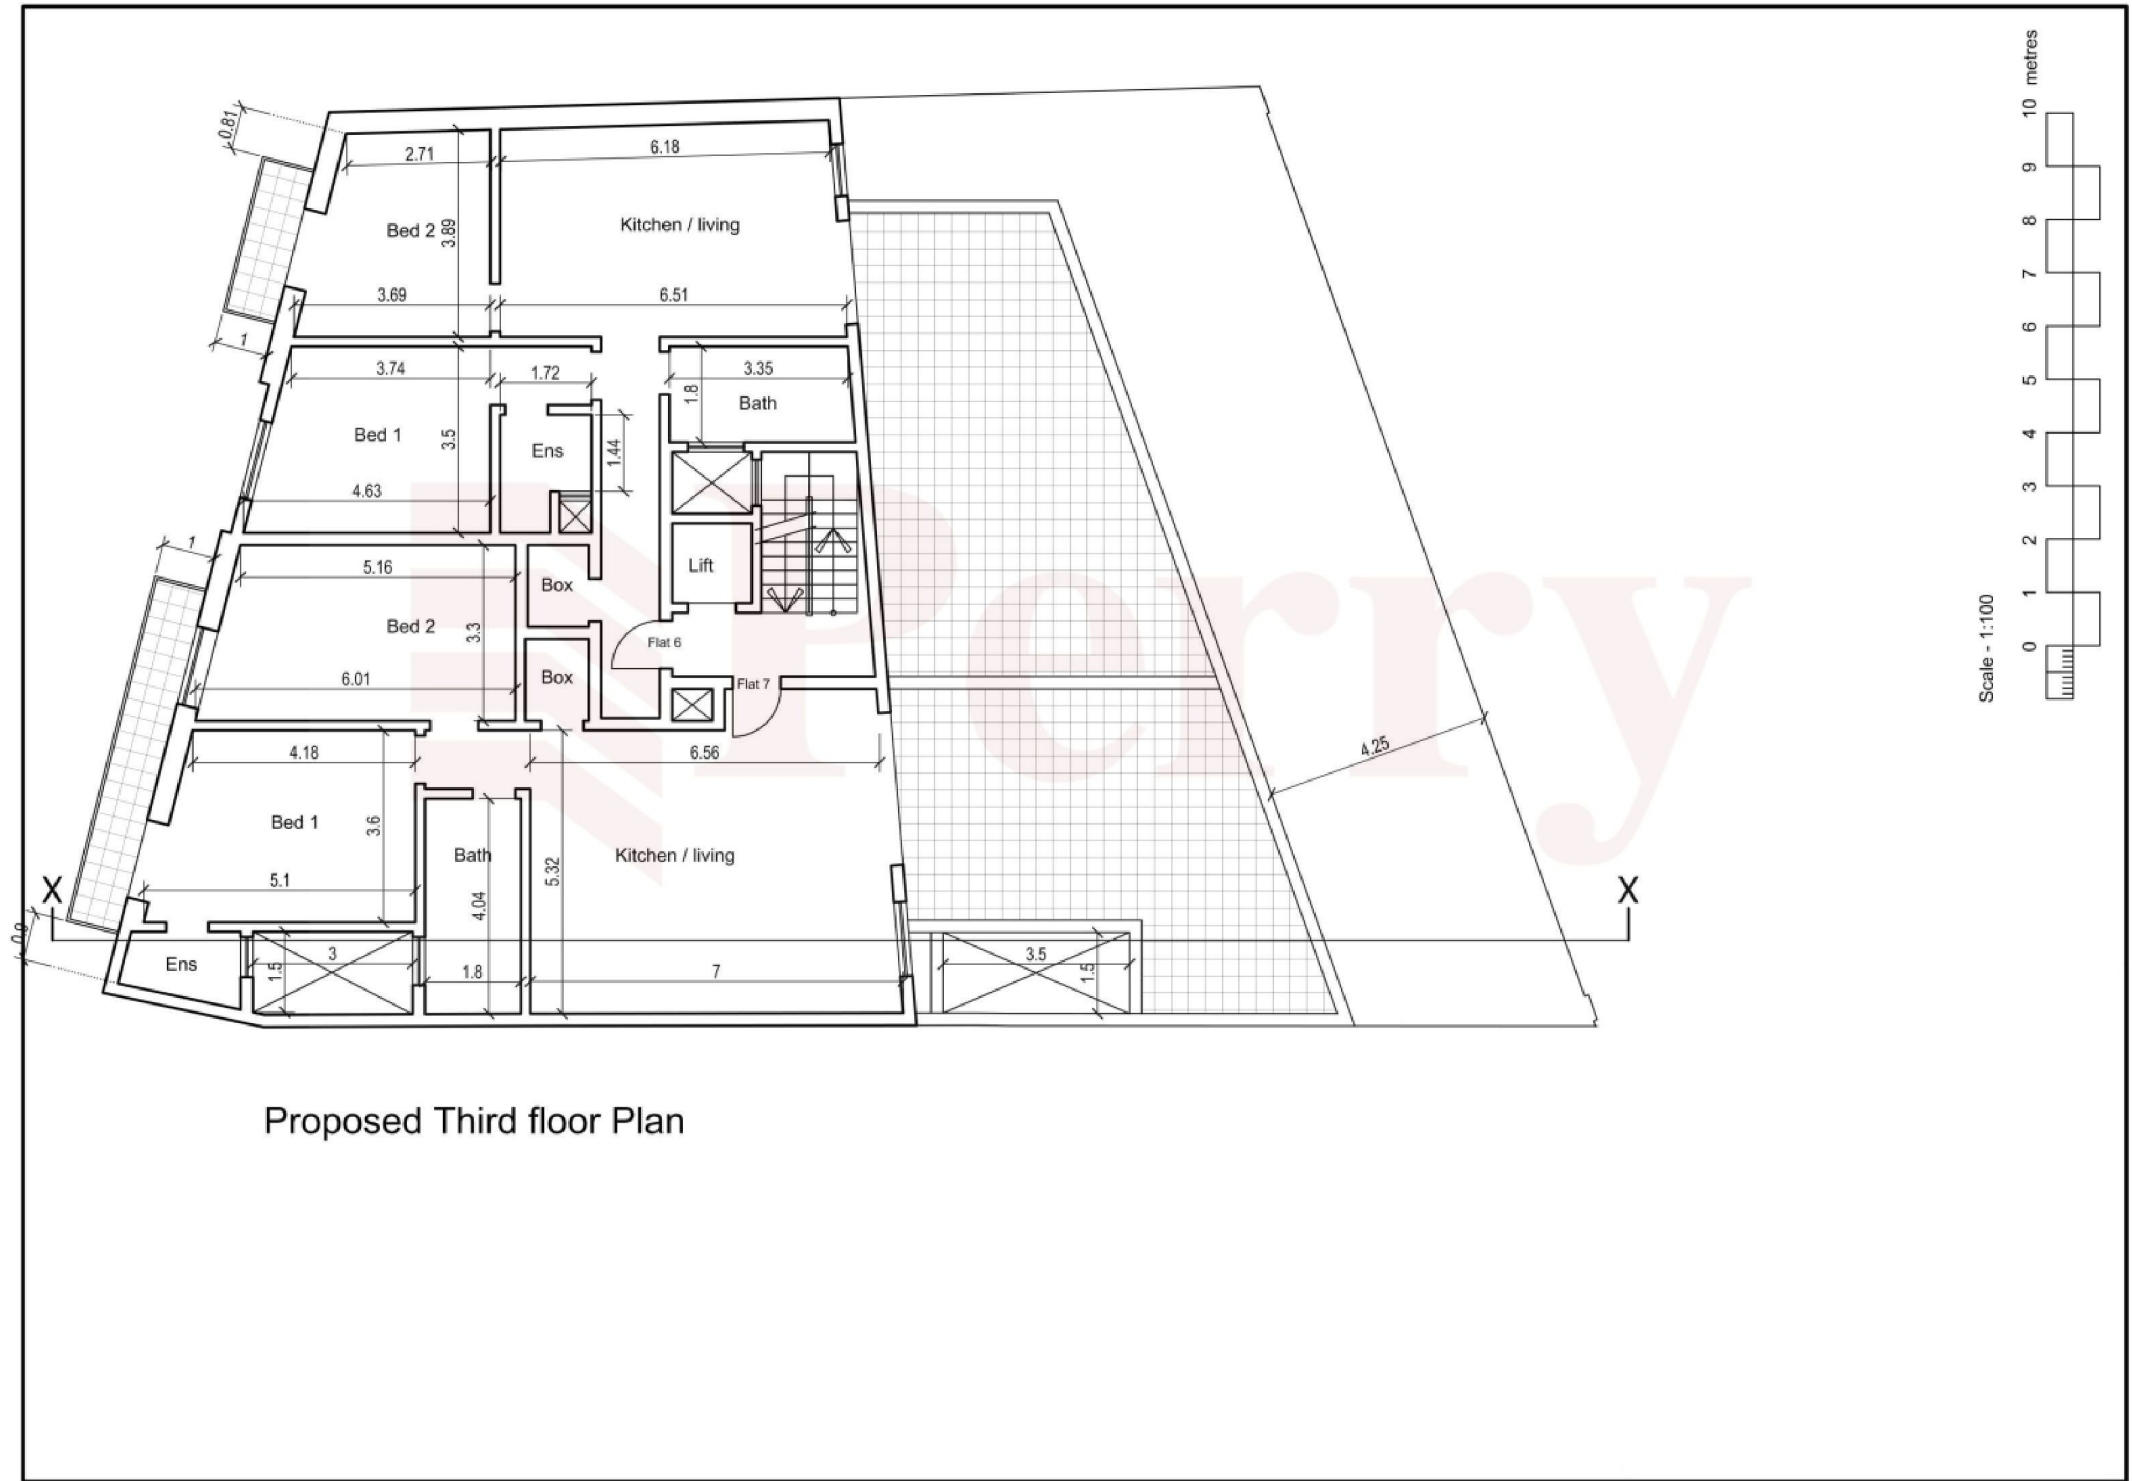 10 metres
9
8
7
6
5
4
3
2
1
0
Scale - 1:100
0.81
2.71
6.18
Bed 2
3.89
Kitchen / living
3.69
6.51
1
3.74
1.72
3.35
1.8
Bath
Bed 1
3.5
Ens
1.44
4.63
1
5.16
Box
Lift
Bed 2
3.3
Flat 6
6.01
Box
Flat 7
Perry
4.18
6.56
4.25
Bed 1
3.6
Bath
Kitchen / living
5.32
5.1
4.04
X
X
0.9
Ens
1.5
3
1.8
7
3.5
1.5
Proposed Third floor Plan